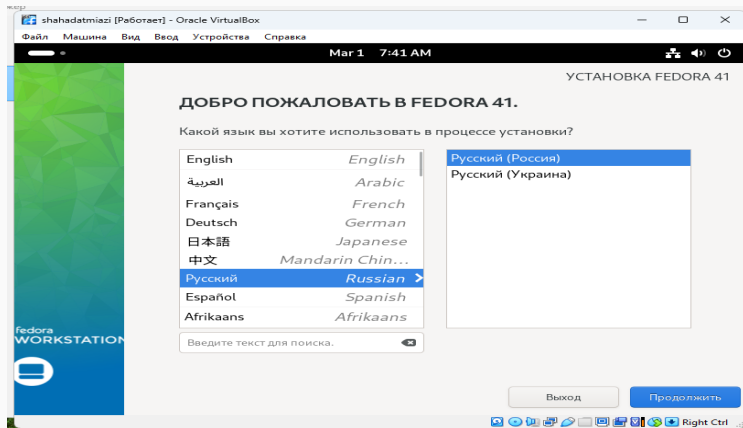 shahadatmiazi [Работает] - Oracle VirtualBox
Файл Машина Вид Ввод Устройства Справка
Mar 1 7:41 AM
УСТАНОВКА FEDORA 41
ДОБРО ПОЖАЛОВАТЬ В FEDORA 41.
Какой язык вы хотите использовать в процессе установки?
English English
العربية Arabic
Français French
Deutsch German
日本語 Japanese
中文 Mandarin Chin...
Русский Russian
Español Spanish
Afrikaans Afrikaans
Введите текст для поиска.
Русский (Россия)
Русский (Украина)
fedora
WORKSTATION
Выход Продолжить
Right Ctrl